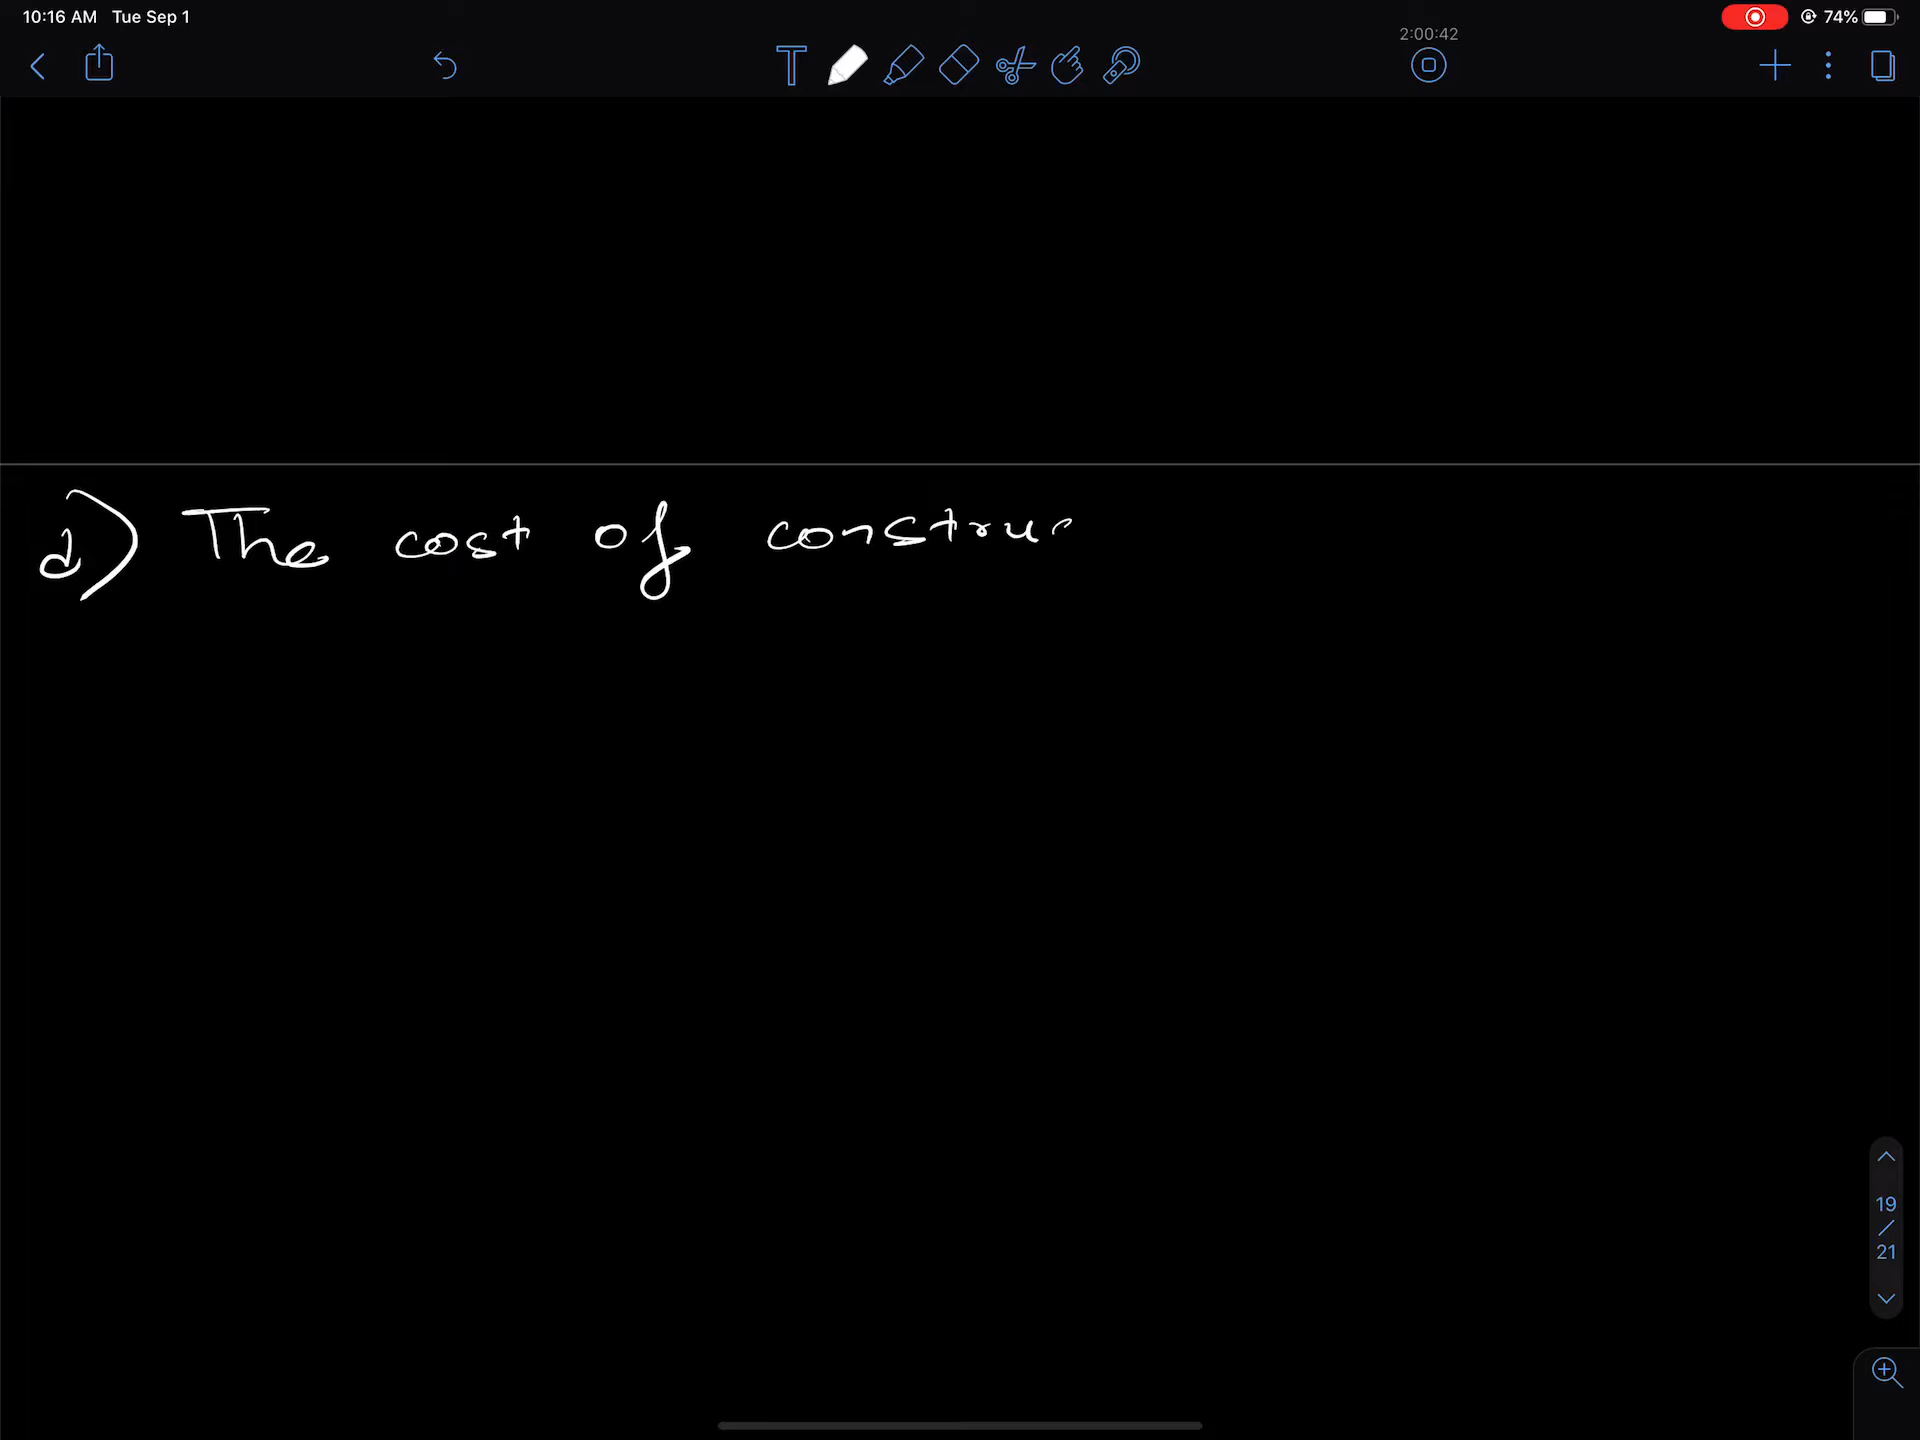 10:16 AM Tue Sep 1
74%
2:00:42
d) The cost of construc
19
/
21